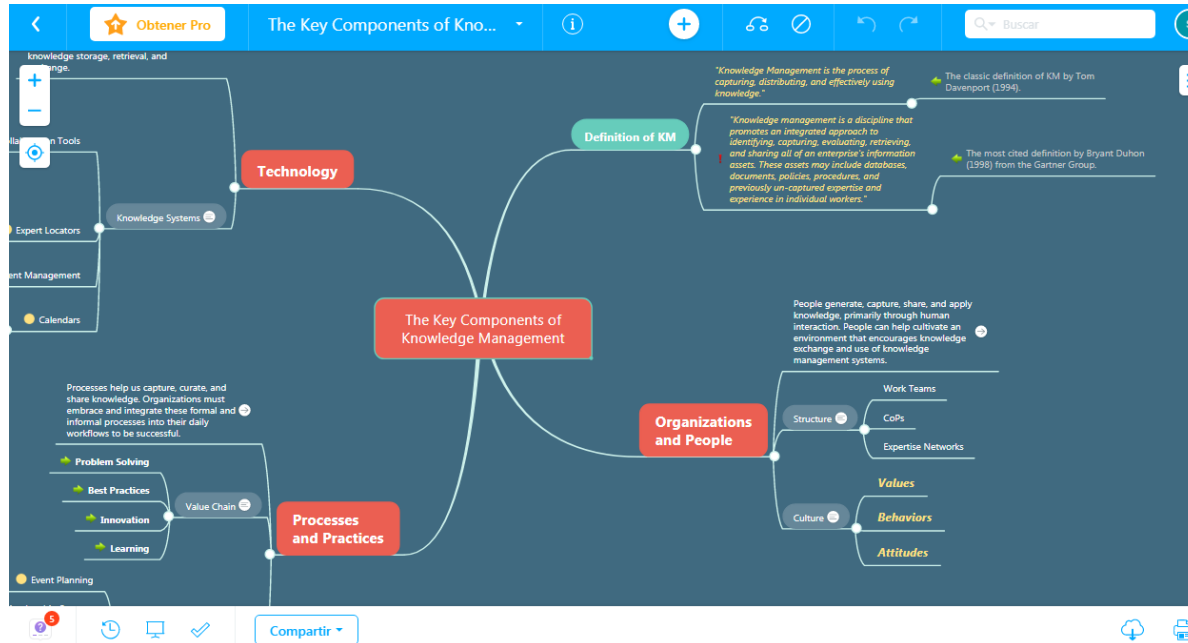 Obtener Pro
The Key Components of Kno...
Buscar
knowledge storage, retrieval, and
Tools
Technology
Knowledge Systems
Expert Locators
Management
Calendars
Definition of KM
"Knowledge Management is the process of
capturing, distributing, and effectively using
knowledge."
The classic definition of KM by Tom
Davenport (1994).
"Knowledge management is a discipline that
promotes an integrated approach to
identifying, capturing, evaluating, retrieving,
and sharing all of an enterprise's information
assets. These assets may include databases,
documents, policies, procedures, and
previously un-captured expertise and
experience in individual workers."
The most cited definition by Bryant Duhon
(1998) from the Gartner Group.
The Key Components of
Knowledge Management
People generate, capture, share, and apply
knowledge, primarily through human
interaction. People can help cultivate an
environment that encourages knowledge
exchange and use of knowledge
management systems.
Organizations
and People
Structure
Work Teams
CoPs
Expertise Networks
Culture
Values
Behaviors
Attitudes
Processes help us capture, curate, and
share knowledge. Organizations must
embrace and integrate these formal and
informal processes into their daily
workflows to be successful.
Problem Solving
Best Practices
Innovation
Learning
Value Chain
Processes
and Practices
Event Planning
5
Compartir